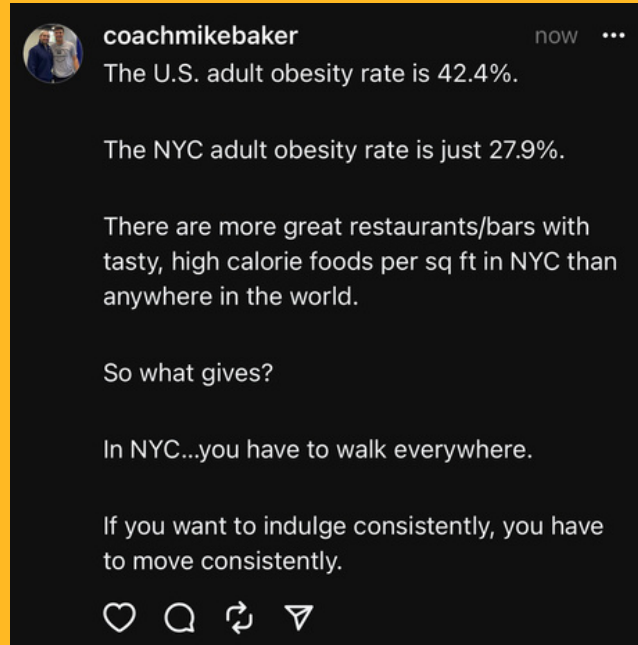 coachmikebaker now
The U.S. adult obesity rate is 42.4%.
The NYC adult obesity rate is just 27.9%.
There are more great restaurants/bars with
tasty, high calorie foods per sq ft in NYC than
anywhere in the world.
So what gives?
In NYC...you have to walk everywhere.
If you want to indulge consistently, you have
to move consistently.